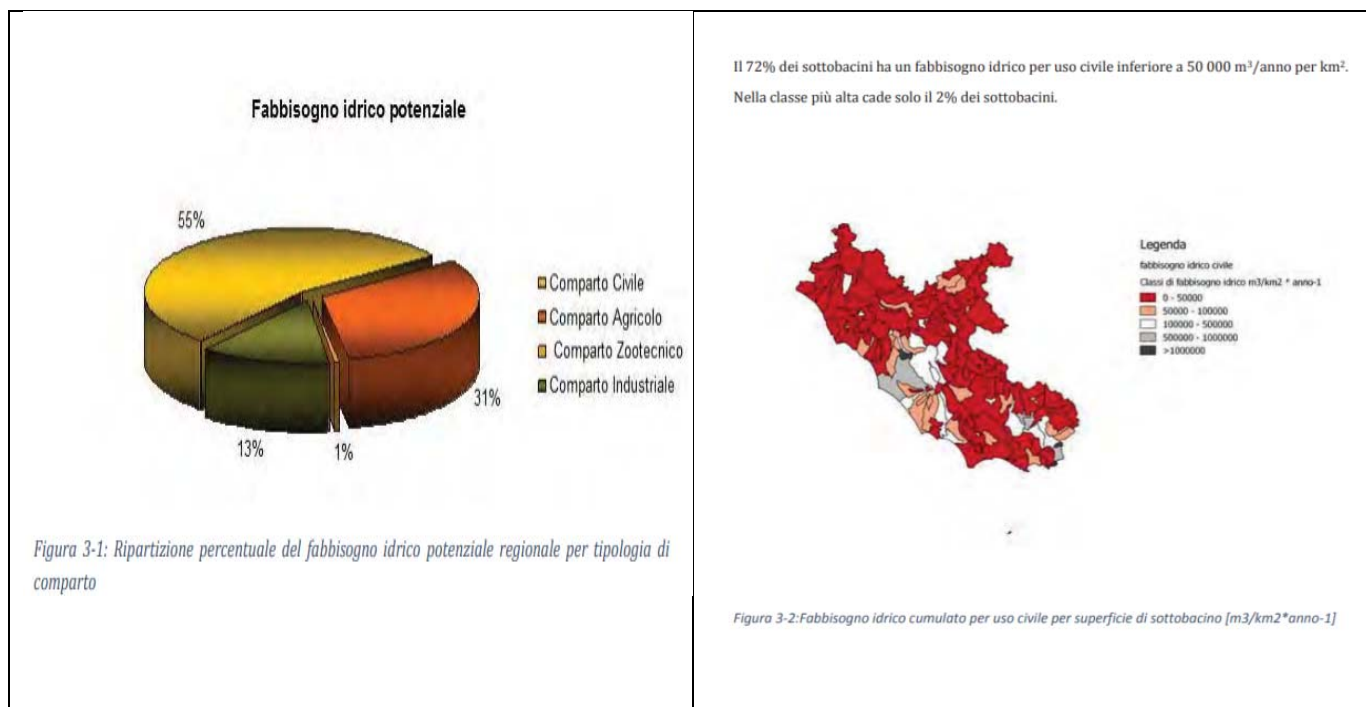 Fabbisogno idrico potenziale
55%
31%
13%
1%
Comparto Civile
Comparto Agricolo
Comparto Zootecnico
Comparto Industriale
Figura 3-1: Ripartizione percentuale del fabbisogno idrico potenziale regionale per tipologia di
comparto
Il 72% dei sottobacini ha un fabbisogno idrico per uso civile inferiore a 50 000 m³/anno per km².
Nella classe più alta cade solo il 2% dei sottobacini.
Legenda
fabbisogno idrico civile
Classi di fabbisogno idrico m3/km2 * anno-1
0 - 50000
50000 - 100000
100000 - 500000
500000 - 1000000
>1000000
Figura 3-2:Fabbisogno idrico cumulato per uso civile per superficie di sottobacino [m3/km2*anno-1]